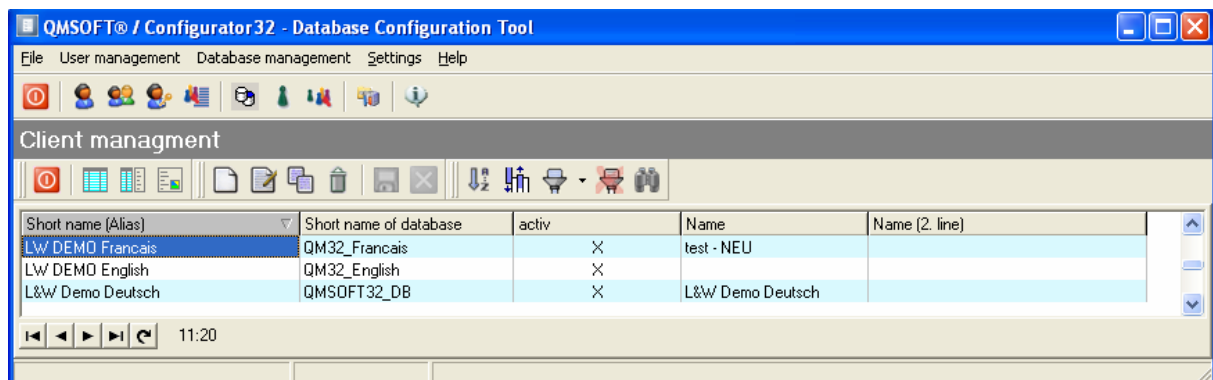 QMSOFT® / Configurator32 - Database Configuration Tool
File User management Database management Settings Help
Client managment
Short name (Alias) Short name of database activ Name Name (2. line)
LW DEMO Francais QM32_Francais X test - NEU
LW DEMO English QM32_English X
L&W Demo Deutsch QMSOFT32_DB X L&W Demo Deutsch
11:20